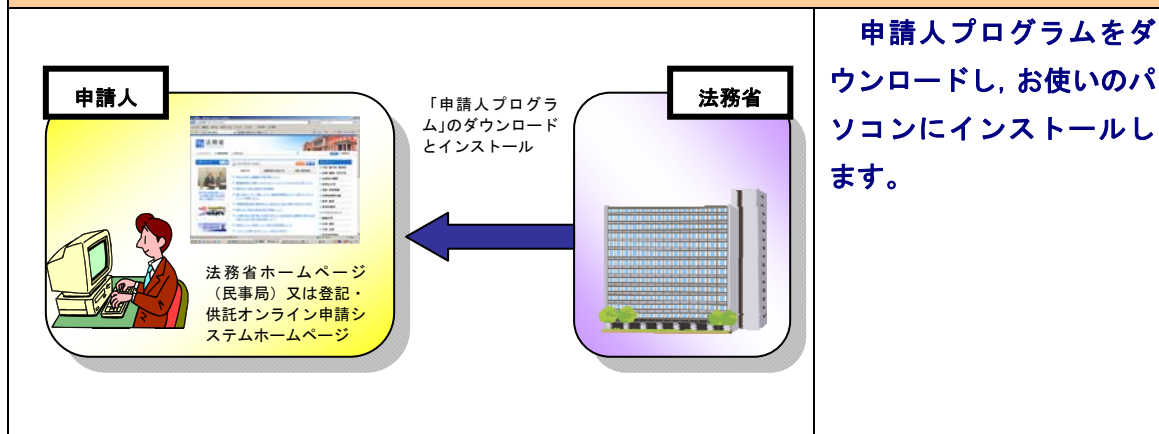 申請人
法務省
「申請人プログラ
ム」のダウンロード
とインストール
法務省
法務省ホームページ
（民事局）又は登記・
供託オンライン申請シ
ステムホームページ
申請人プログラムをダ
ウンロードし，お使いのパ
ソコンにインストールし
ます。